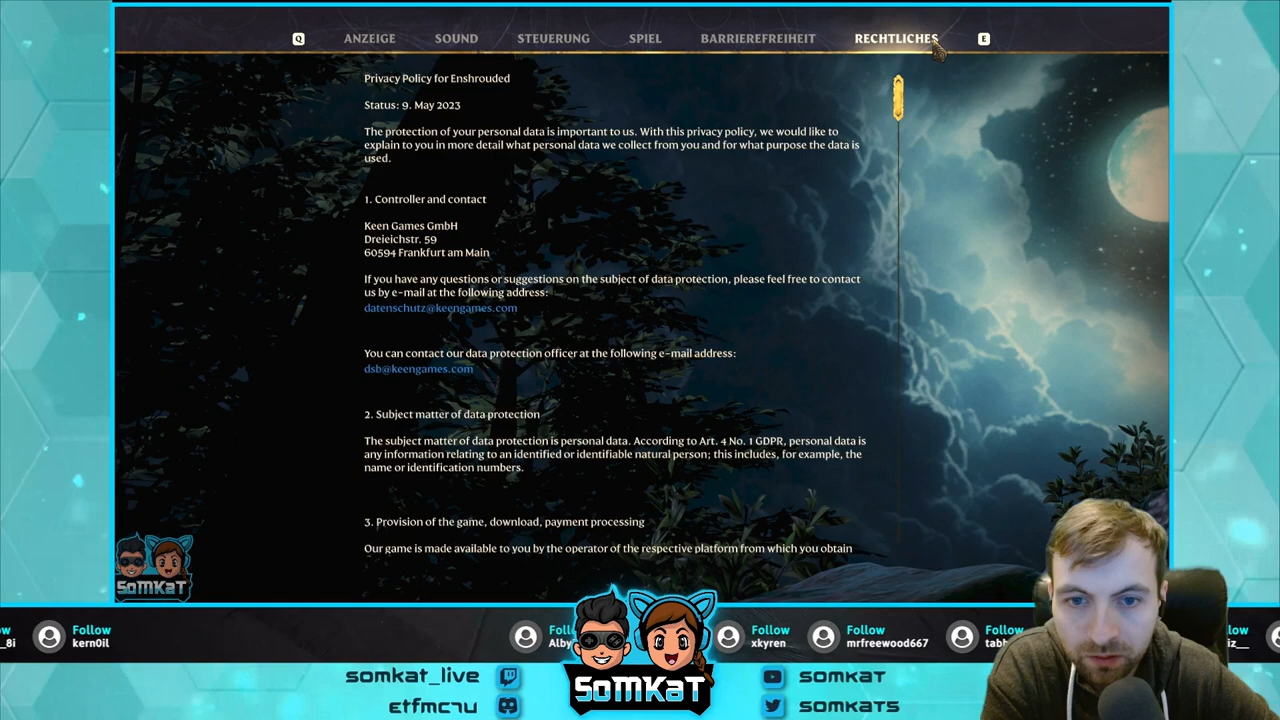 Q
ANZEIGE
SOUND
STEUERUNG
SPIEL
BARRIEREFREIHEIT
RECHTLICHES
E
Privacy Policy for Enshrouded
Status: 9. May 2023
The protection of your personal data is important to us. With this privacy policy, we would like to
explain to you in more detail what personal data we collect from you and for what purpose the data is
used.
1. Controller and contact
Keen Games GmbH
Dreieichstr. 59
60594 Frankfurt am Main
If you have any questions or suggestions on the subject of data protection, please feel free to contact
us by e-mail at the following address:
datenschutz@keengames.com
You can contact our data protection officer at the following e-mail address:
dsb@keengames.com
2. Subject matter of data protection
The subject matter of data protection is personal data. According to Art. 4 No. 1 GDPR, personal data is
any information relating to an identified or identifiable natural person; this includes, for example, the
name or identification numbers.
3. Provision of the game, download, payment processing
Our game is made available to you by the operator of the respective platform from which you obtain
SOMKAT
Follow
kern0il
Follow
xkyren
Follow
mrfreewood667
SOMKAT
somkat_live
etfmc7u
somkat
somkats